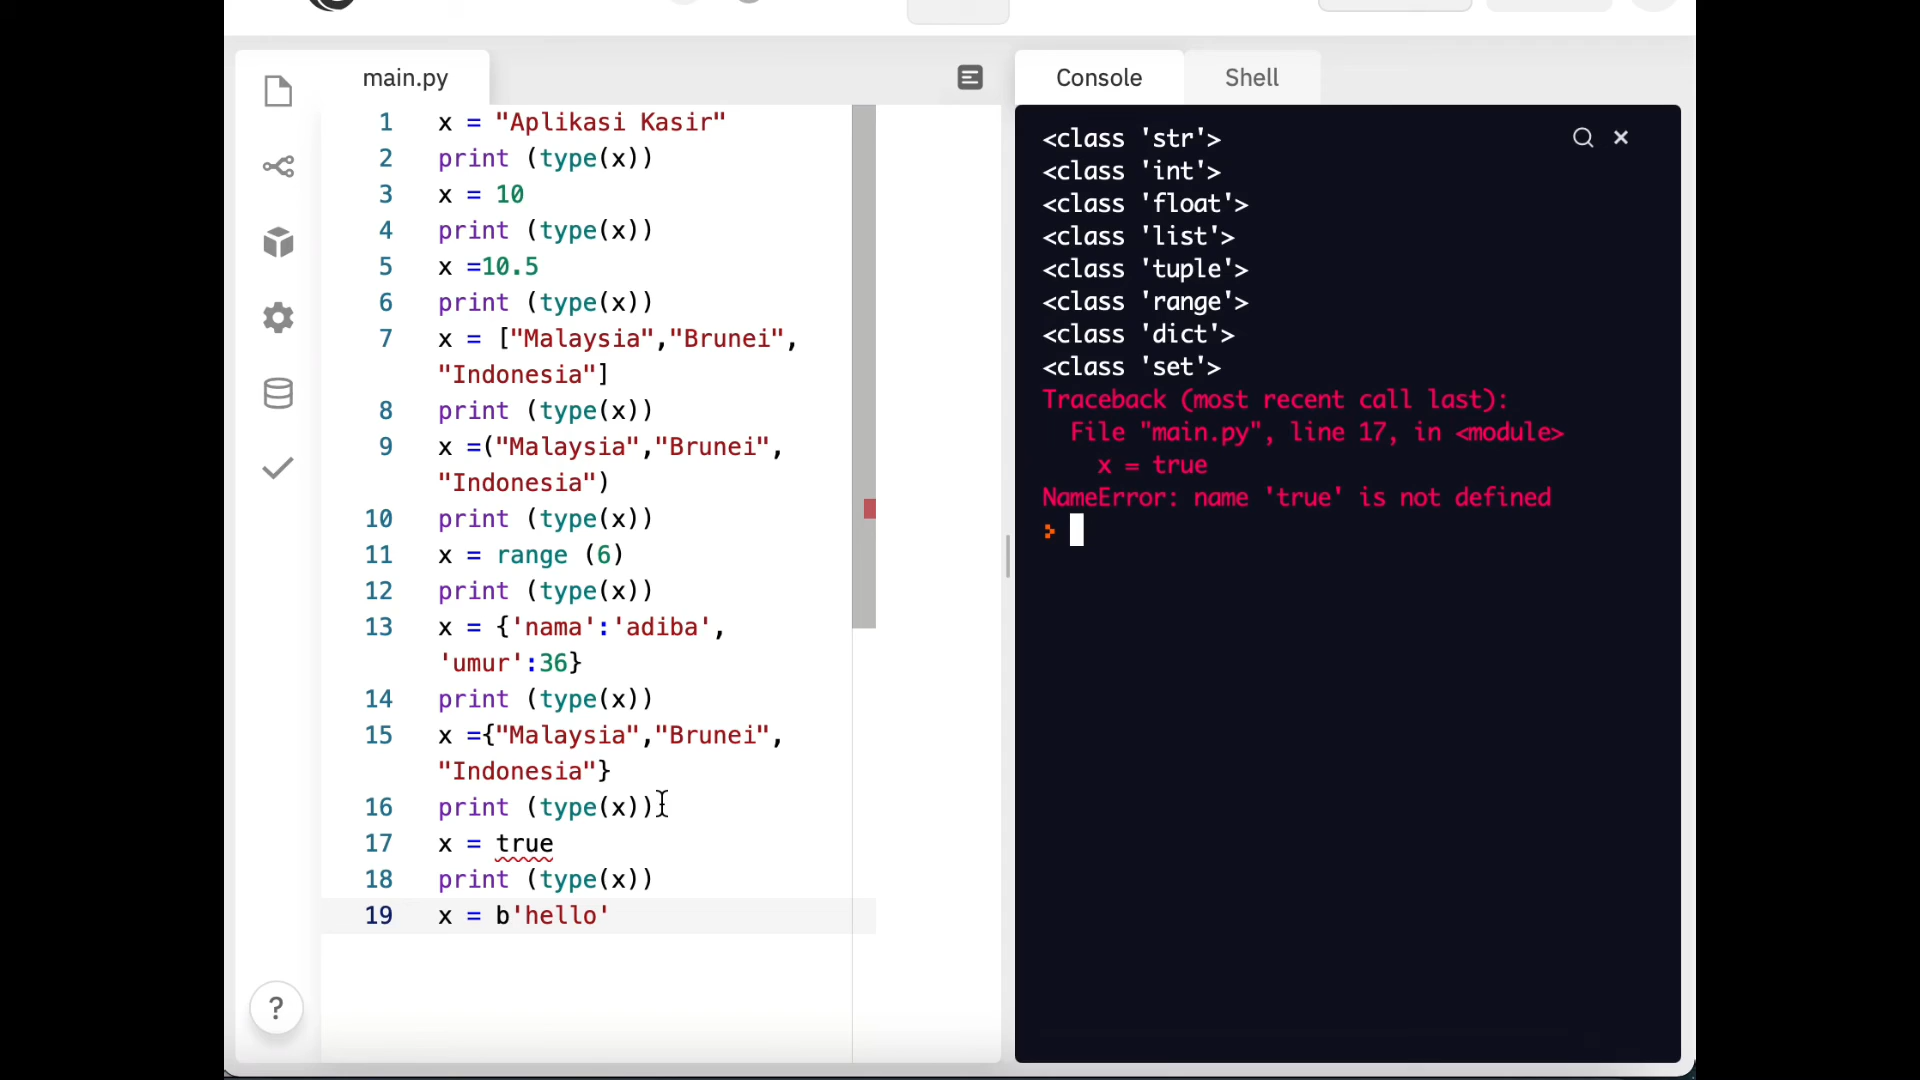 main.py
1 x = "Aplikasi Kasir"
2 print (type(x))
3 x = 10
4 print (type(x))
5 x =10.5
6 print (type(x))
7 x = ["Malaysia","Brunei",
"Indonesia"]
8 print (type(x))
9 x =("Malaysia","Brunei",
"Indonesia")
10 print (type(x))
11 x = range (6)
12 print (type(x))
13 x = {'nama':'adiba',
'umur':36}
14 print (type(x))
15 x ={"Malaysia","Brunei",
"Indonesia"}
16 print (type(x))
17 x = true
18 print (type(x))
19 x = b'hello'
?
Console Shell
<class 'str'>
<class 'int'>
<class 'float'>
<class 'list'>
<class 'tuple'>
<class 'range'>
<class 'dict'>
<class 'set'>
Traceback (most recent call last):
File "main.py", line 17, in <module>
x = true
NameError: name 'true' is not defined